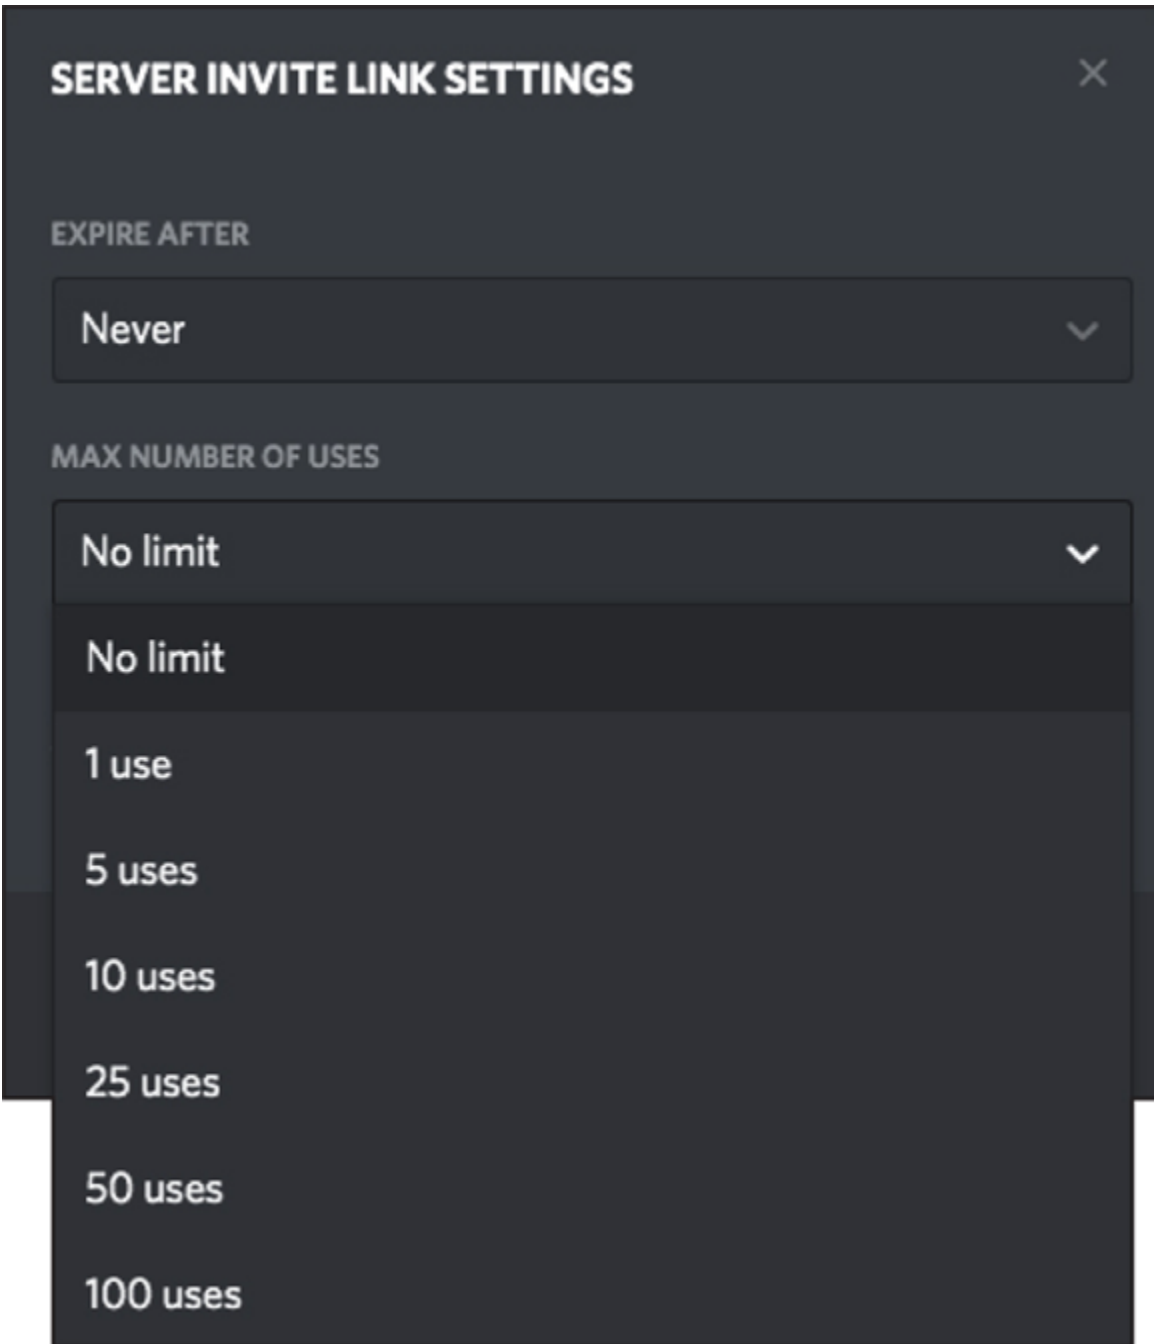 SERVER INVITE LINK SETTINGS
EXPIRE AFTER
Never
MAX NUMBER OF USES
No limit
No limit
1 use
5 uses
10 uses
25 uses
50 uses
100 uses